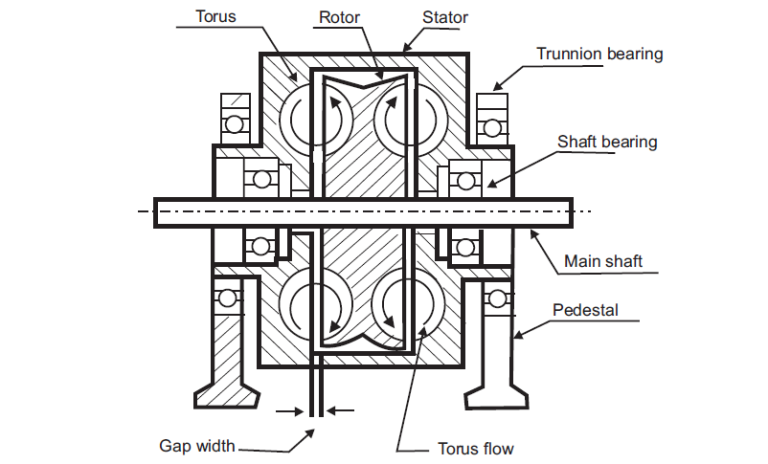 Torus
Rotor
Stator
Trunnion bearing
Shaft bearing
Main shaft
Pedestal
Gap width
Torus flow